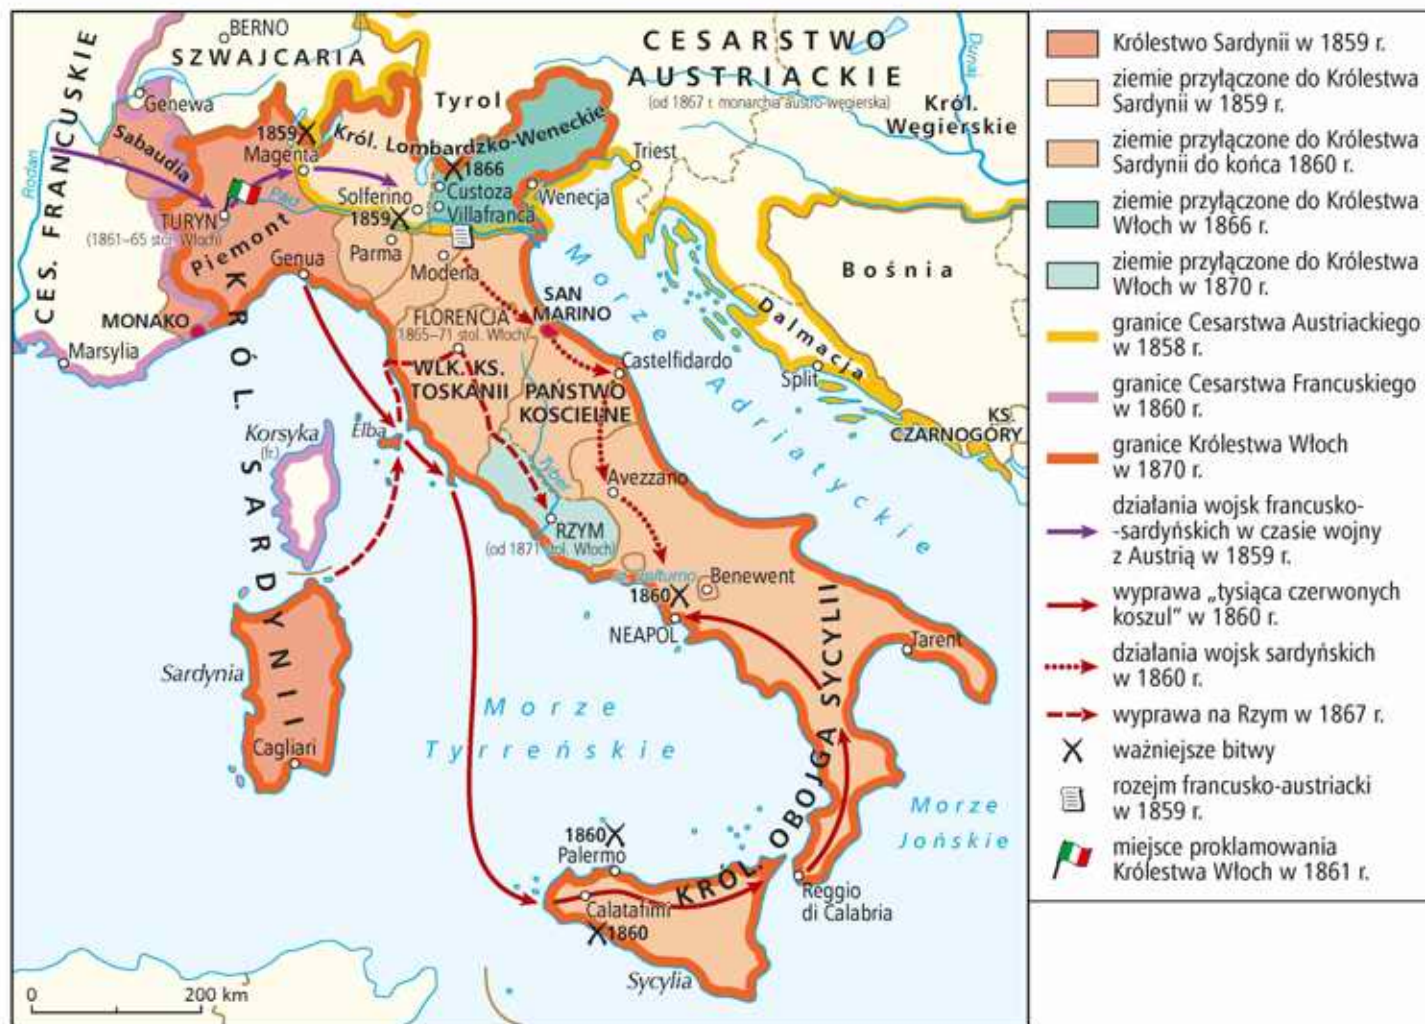 BERNO
SZWAJCARIA
CES. FRANCUSKIE
Genewa
Sabaudia
Rodan
1859
Magenta
Król. Lombardzko-Weneckie
Tyrol
CESARSTWO
AUSTRIACKIE
(od 1867 r. monarchia austro-węgierska)
Dunaj
Król.
Węgierskie
Triest
1866
Custoza
Villafranca
Wenecja
Solferino
1859
Pad
TURYN
(1861–65 stol. Włoch)
Piemont
Genua
Parma
Modena
MONAKO
Marsylia
FLORENCJA
1865–71 stol. Włoch)
SAN
MARINO
WLK. KS.
TOSKANII
PAŃSTWO
KOŚCIELNE
Castelfidardo
Bośnia
Dalmacja
Split
KS.
CZARNOGÓRY
Morze Adriatyckie
Korsyka
(fr.)
Elba
Tyber
Avezzano
RZYM
(od 1871 stol. Włoch)
KRÓL. SARDYNII
Volturno
1860
Benewent
NEAPOL
Tarent
Sardynia
Cagliari
Morze
Tyrreńskie
KRÓL. OBOJGA SYCYLII
Morze
Jońskie
1860
Palermo
Calatafimi
1860
Reggio
di Calabria
Sycylia
0 200 km
Królestwo Sardynii w 1859 r.
ziemie przyłączone do Królestwa
Sardynii w 1859 r.
ziemie przyłączone do Królestwa
Sardynii do końca 1860 r.
ziemie przyłączone do Królestwa
Włoch w 1866 r.
ziemie przyłączone do Królestwa
Włoch w 1870 r.
granice Cesarstwa Austriackiego
w 1858 r.
granice Cesarstwa Francuskiego
w 1860 r.
granice Królestwa Włoch
w 1870 r.
działania wojsk francusko-
-sardyńskich w czasie wojny
z Austrią w 1859 r.
wyprawa „tysiąca czerwonych
koszul” w 1860 r.
działania wojsk sardyńskich
w 1860 r.
wyprawa na Rzym w 1867 r.
ważniejsze bitwy
rozejm francusko-austriacki
w 1859 r.
miejsce proklamowania
Królestwa Włoch w 1861 r.